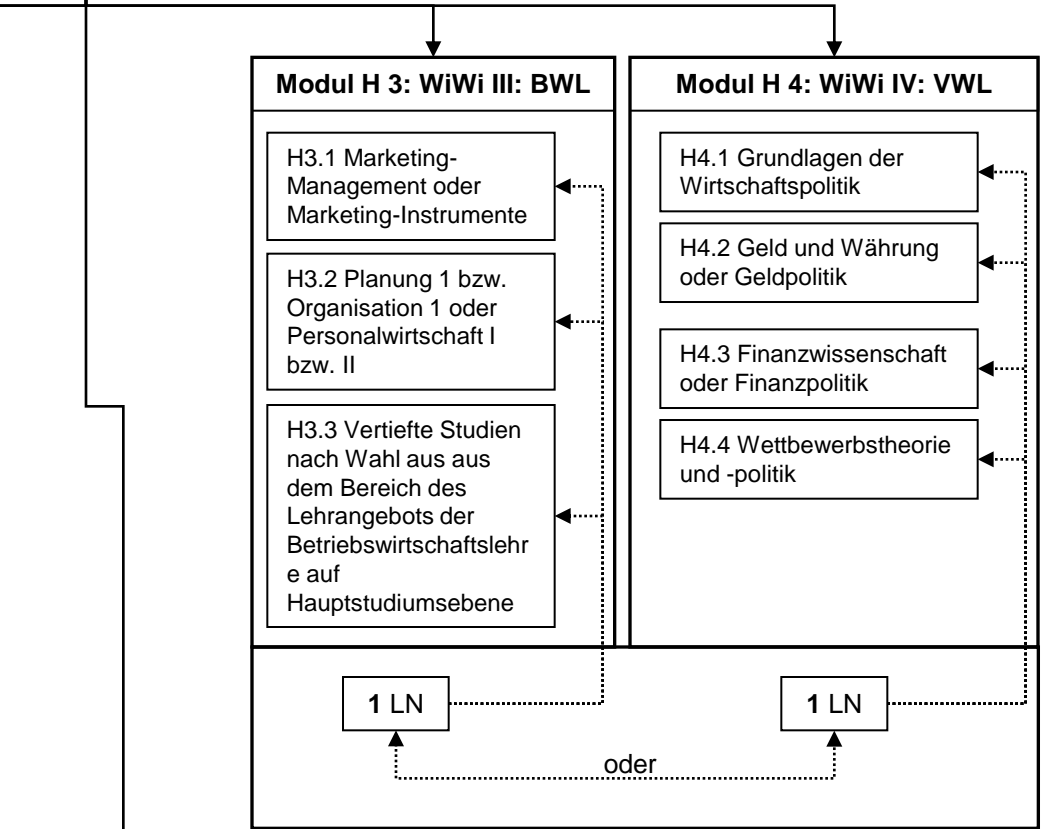 Modul H 3: WiWi III: BWL
H3.1 Marketing-
Management oder
Marketing-Instrumente
H3.2 Planung 1 bzw.
Organisation 1 oder
Personalwirtschaft I
bzw. II
H3.3 Vertiefte Studien
nach Wahl aus aus
dem Bereich des
Lehrangebots der
Betriebswirtschaftslehr
e auf
Hauptstudiumsebene
Modul H 4: WiWi IV: VWL
H4.1 Grundlagen der
Wirtschaftspolitik
H4.2 Geld und Währung
oder Geldpolitik
H4.3 Finanzwissenschaft
oder Finanzpolitik
H4.4 Wettbewerbstheorie
und -politik
1 LN
1 LN
oder